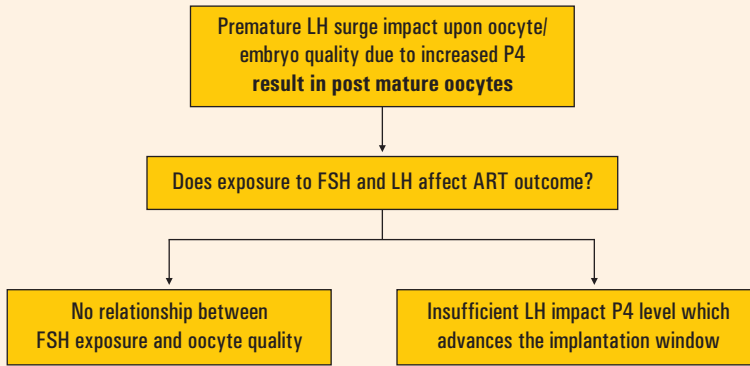 Premature LH surge impact upon oocyte/
embryo quality due to increased P4
result in post mature oocytes
Does exposure to FSH and LH affect ART outcome?
No relationship between
FSH exposure and oocyte quality
Insufficient LH impact P4 level which
advances the implantation window